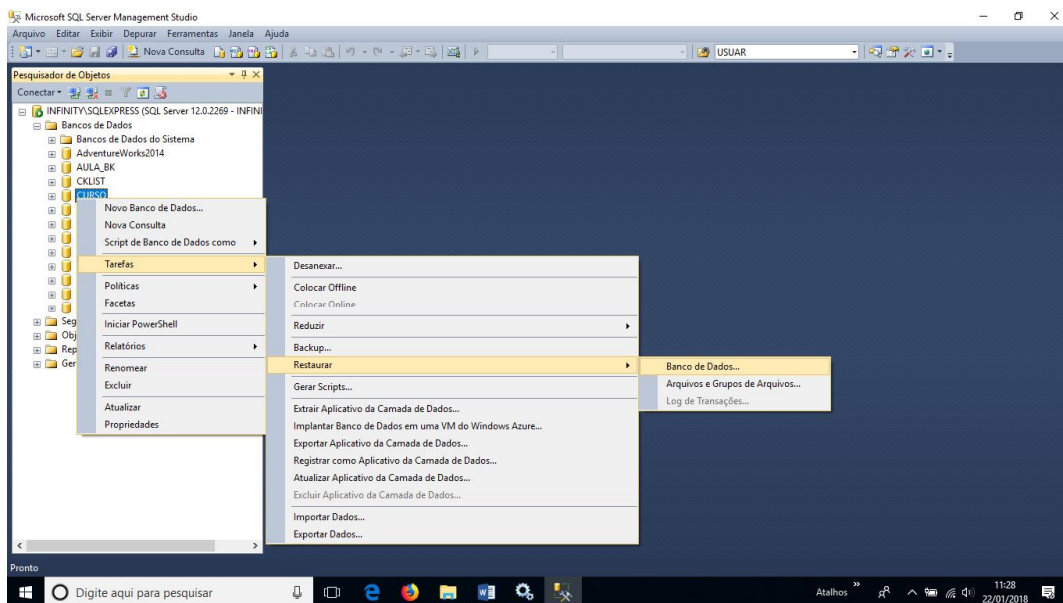 Microsoft SQL Server Management Studio
Arquivo Editar Exibir Depurar Ferramentas Janela Ajuda
Nova Consulta
USUAR
Pesquisador de Objetos
Conectar
INFINITY\SQLEXPRESS (SQL Server 12.0.2269 - INFINI
Bancos de Dados
Bancos de Dados do Sistema
AdventureWorks2014
AULA_BK
CKLIST
CURSO
Seg
Obj
Rep
Ger
Novo Banco de Dados...
Nova Consulta
Script de Banco de Dados como
Tarefas
Políticas
Facetas
Iniciar PowerShell
Relatórios
Renomear
Excluir
Atualizar
Propriedades
Desanexar...
Colocar Offline
Colocar Online
Reduzir
Backup...
Restaurar
Gerar Scripts...
Extrair Aplicativo da Camada de Dados...
Implantar Banco de Dados em uma VM do Windows Azure...
Exportar Aplicativo da Camada de Dados...
Registrar como Aplicativo da Camada de Dados...
Atualizar Aplicativo da Camada de Dados...
Excluir Aplicativo da Camada de Dados...
Importar Dados...
Exportar Dados...
Banco de Dados...
Arquivos e Grupos de Arquivos...
Log de Transações...
Pronto
Digite aqui para pesquisar
Atalhos
11:28
22/01/2018